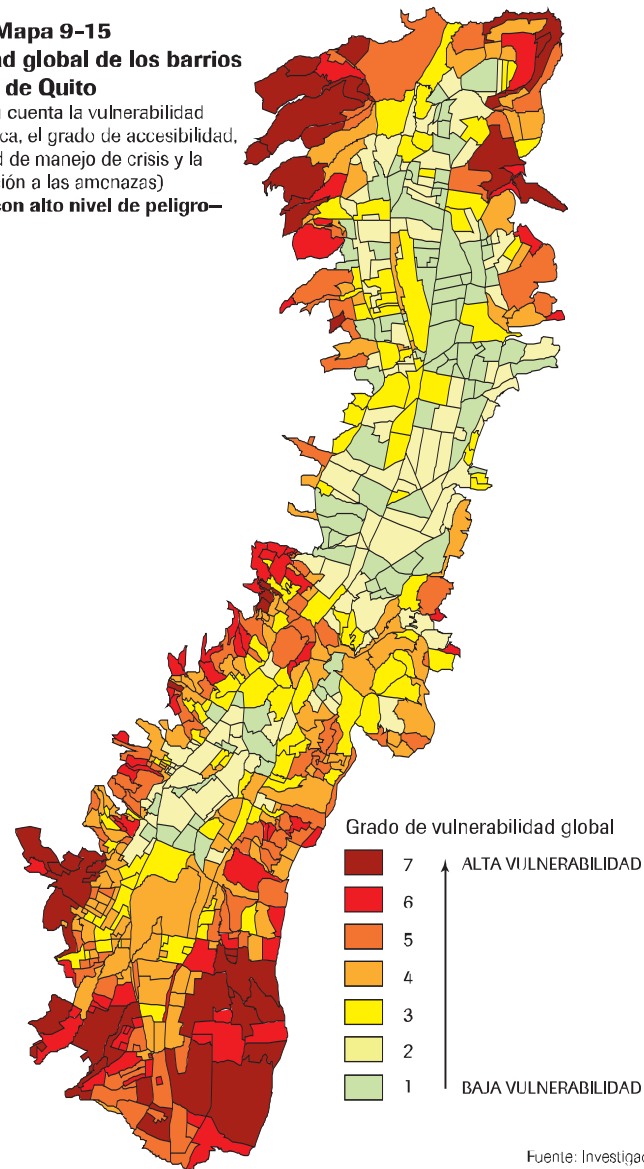 Mapa 9-15
d global de los barrios
de Quito
cuenta la vulnerabilidad
ca, el grado de accesibilidad,
d de manejo de crisis y la
ción a las amenazas)
con alto nivel de peligro–
Grado de vulnerabilidad global
7 ALTA VULNERABILIDAD
6
5
4
3
2
1 BAJA VULNERABILIDAD
Fuente: Investigac